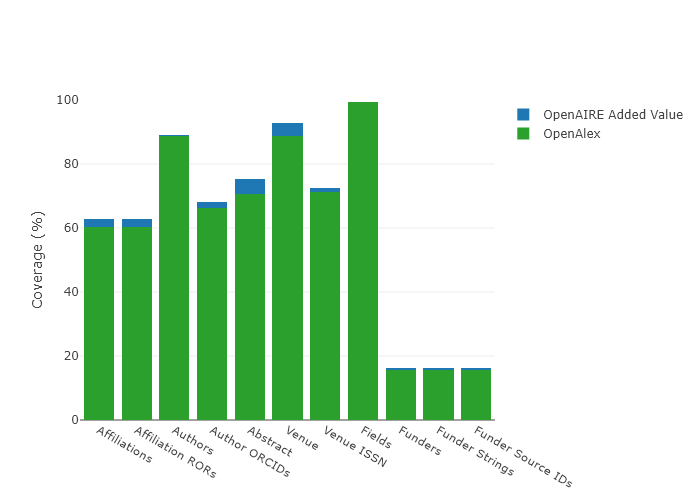 100
80
60
40
20
0
Coverage (%)
OpenAIRE Added Value
OpenAlex
Affiliations
Affiliation RORs
Authors
Author ORCIDs
Abstract
Venue
Venue ISSN
Fields
Funders
Funder Strings
Funder Source IDs